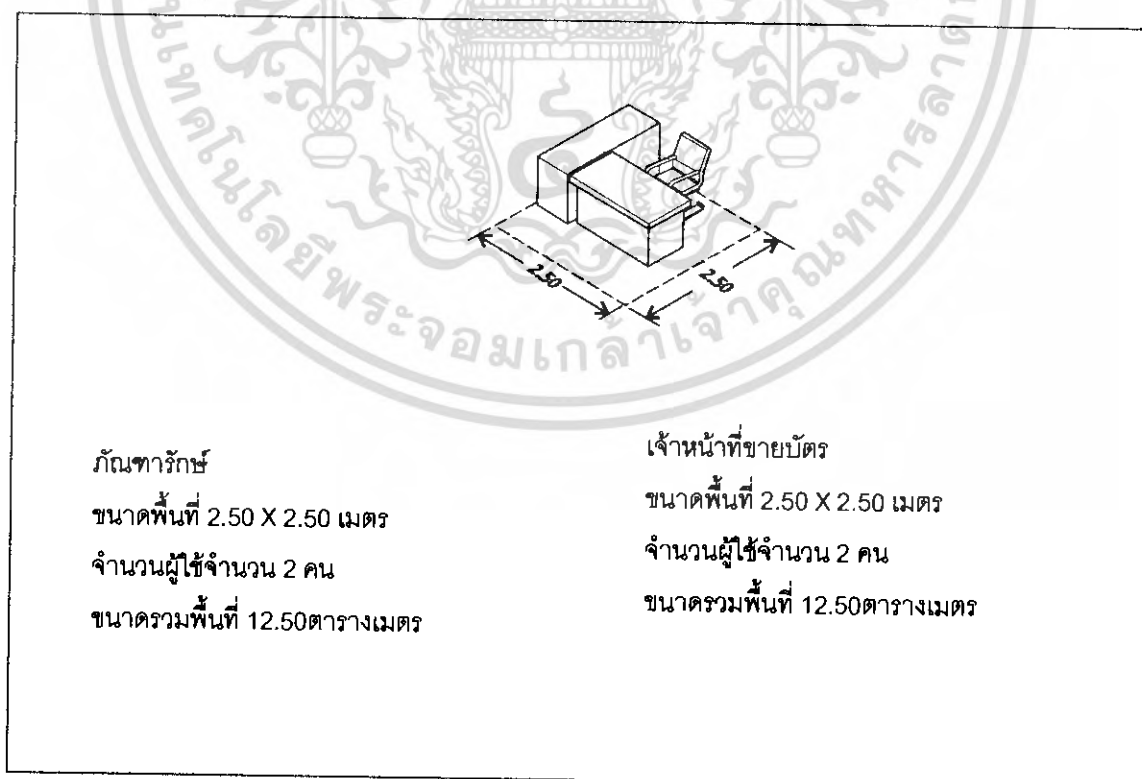 2.50
2.50
ภัณฑารักษ์
ขนาดพื้นที่ 2.50 X 2.50 เมตร
จำนวนผู้ใช้จำนวน 2 คน
ขนาดรวมพื้นที่ 12.50ตารางเมตร
เจ้าหน้าที่ขายบัตร
ขนาดพื้นที่ 2.50 X 2.50 เมตร
จำนวนผู้ใช้จำนวน 2 คน
ขนาดรวมพื้นที่ 12.50ตารางเมตร